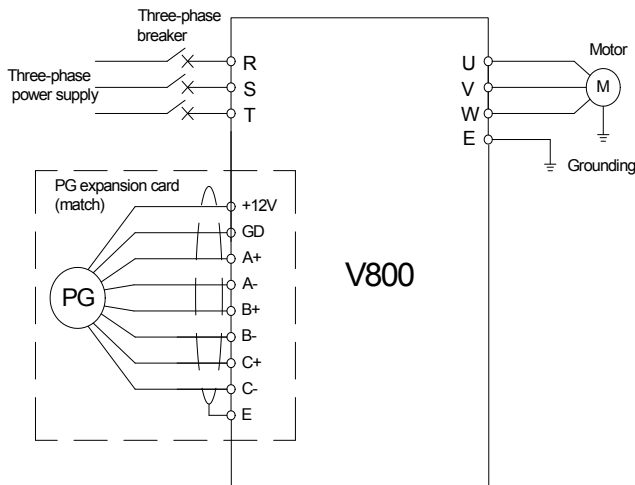 Three-phase
breaker
Three-phase
power supply
R
S
T
U
V
W
E
Motor
M
Grounding
PG expansion card
(match)
PG
+12V
GD
A+
A-
B+
B-
C+
C-
E
V800